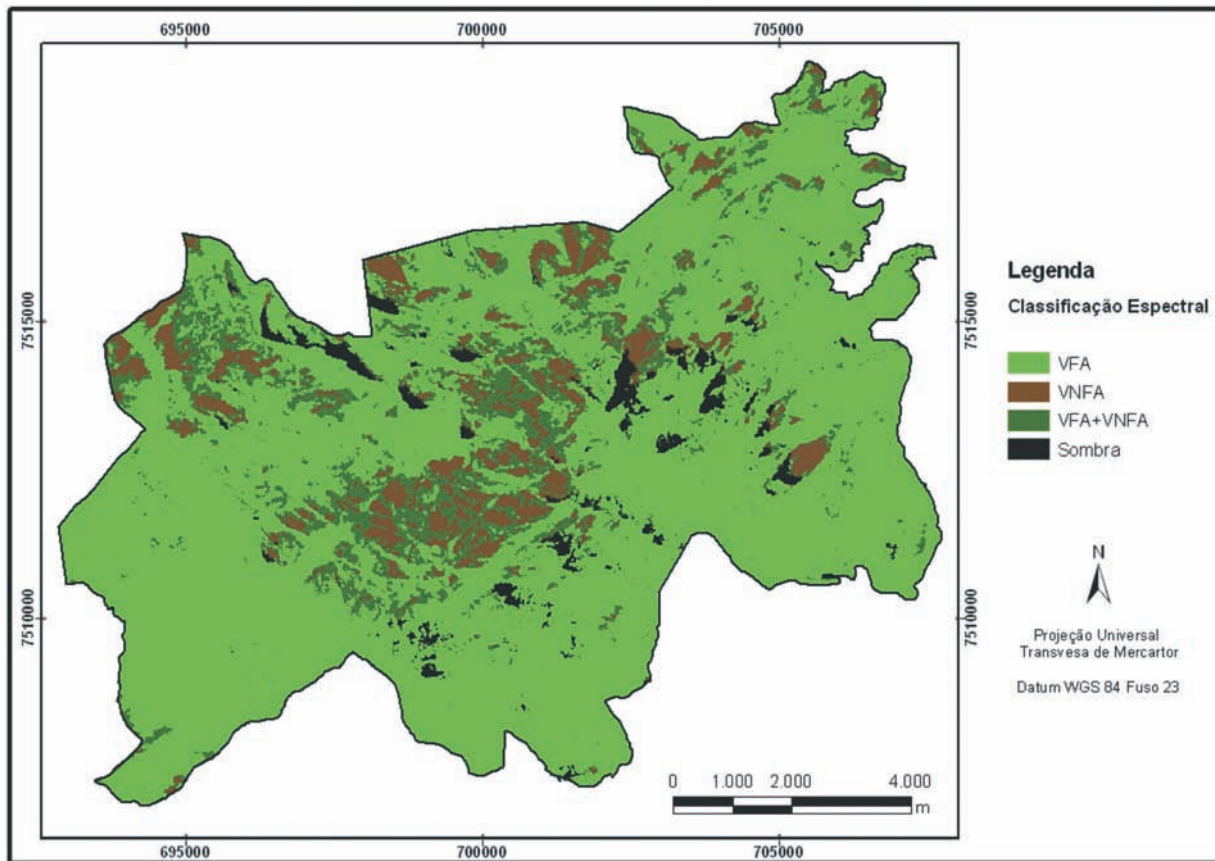 695000 700000 705000
7515000 7515000
7510000 7510000
695000 700000 705000
0 1.000 2.000 4.000
m
Legenda
Classificação Espectral
VFA
VNFA
VFA+VNFA
Sombra
N
Projeção Universal
Transvesa de Mercartor
Datum WGS 84 Fuso 23